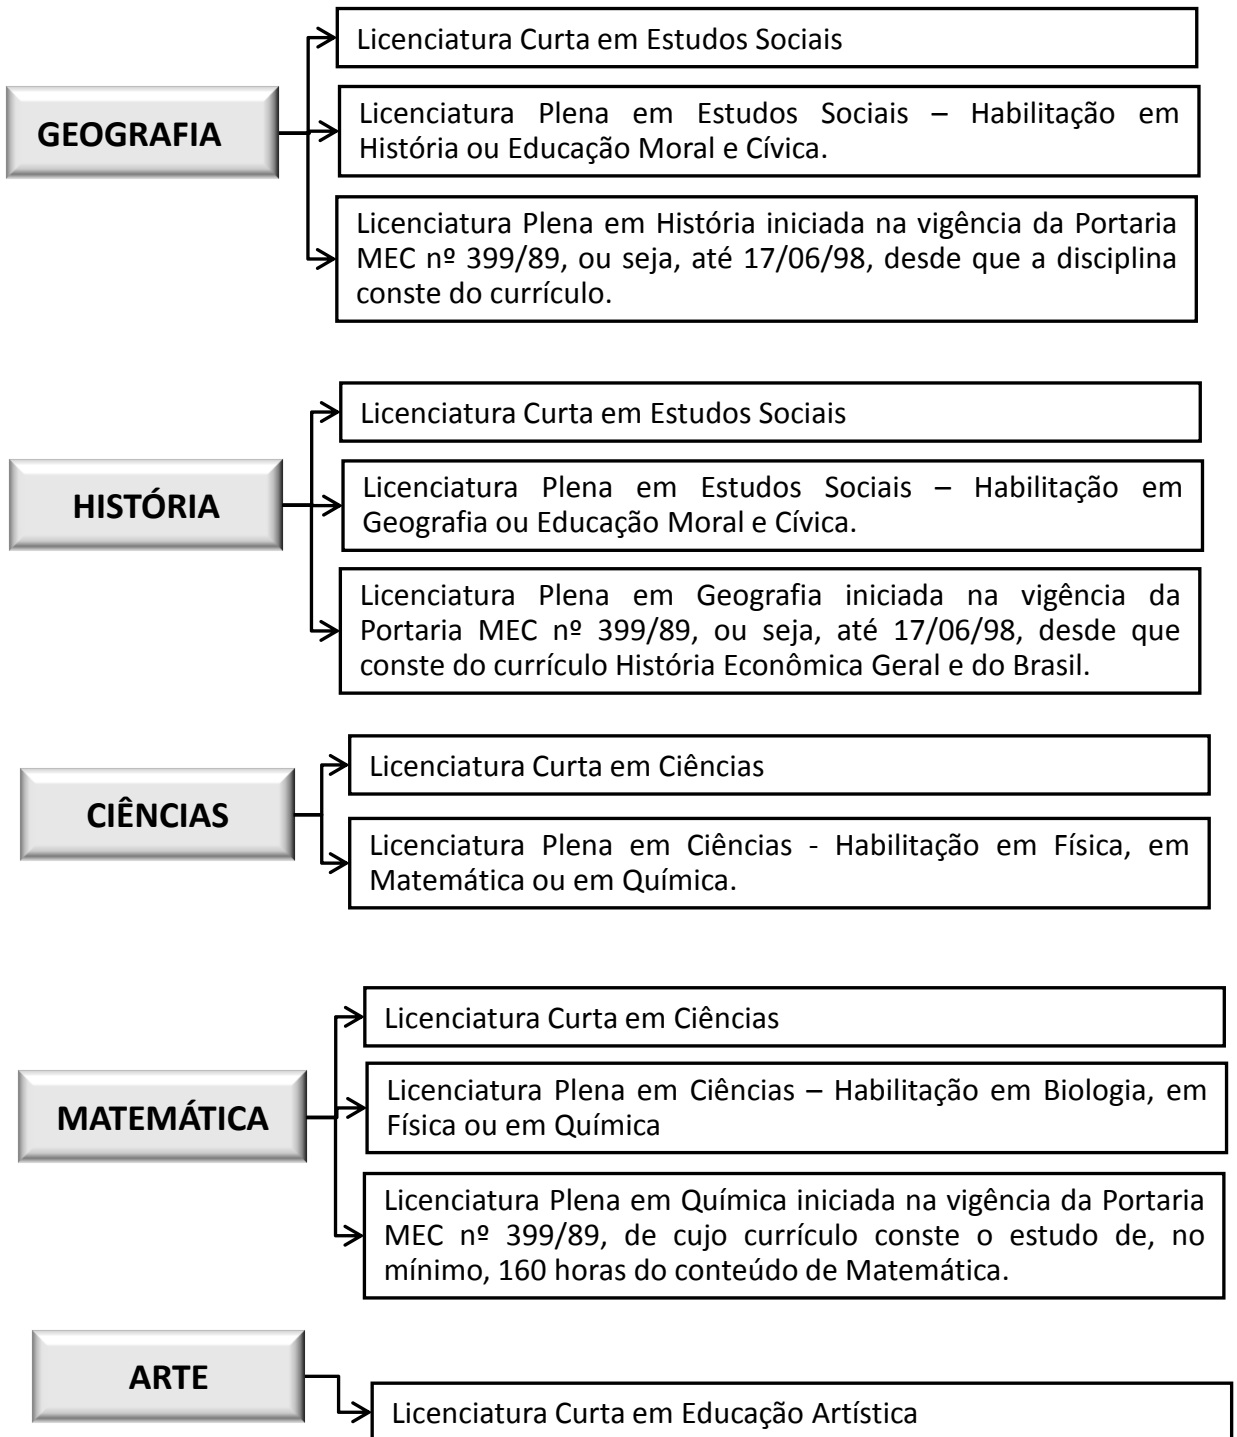 GEOGRAFIA
Licenciatura Curta em Estudos Sociais
Licenciatura Plena em Estudos Sociais – Habilitação em
História ou Educação Moral e Cívica.
Licenciatura Plena em História iniciada na vigência da Portaria
MEC nº 399/89, ou seja, até 17/06/98, desde que a disciplina
conste do currículo.
HISTÓRIA
Licenciatura Curta em Estudos Sociais
Licenciatura Plena em Estudos Sociais – Habilitação em
Geografia ou Educação Moral e Cívica.
Licenciatura Plena em Geografia iniciada na vigência da
Portaria MEC nº 399/89, ou seja, até 17/06/98, desde que
conste do currículo História Econômica Geral e do Brasil.
CIÊNCIAS
Licenciatura Curta em Ciências
Licenciatura Plena em Ciências - Habilitação em Física, em
Matemática ou em Química.
MATEMÁTICA
Licenciatura Curta em Ciências
Licenciatura Plena em Ciências – Habilitação em Biologia, em
Física ou em Química
Licenciatura Plena em Química iniciada na vigência da Portaria
MEC nº 399/89, de cujo currículo conste o estudo de, no
mínimo, 160 horas do conteúdo de Matemática.
ARTE
Licenciatura Curta em Educação Artística